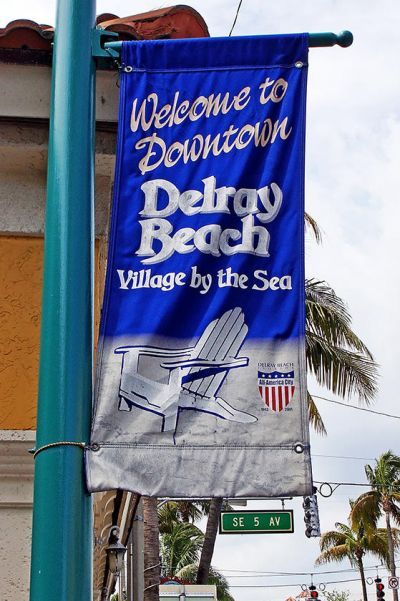 Welcome to
Downtown
Delray
Beach
Village by the Sea
DELRAY BEACH
All-America City
SE 5 AV